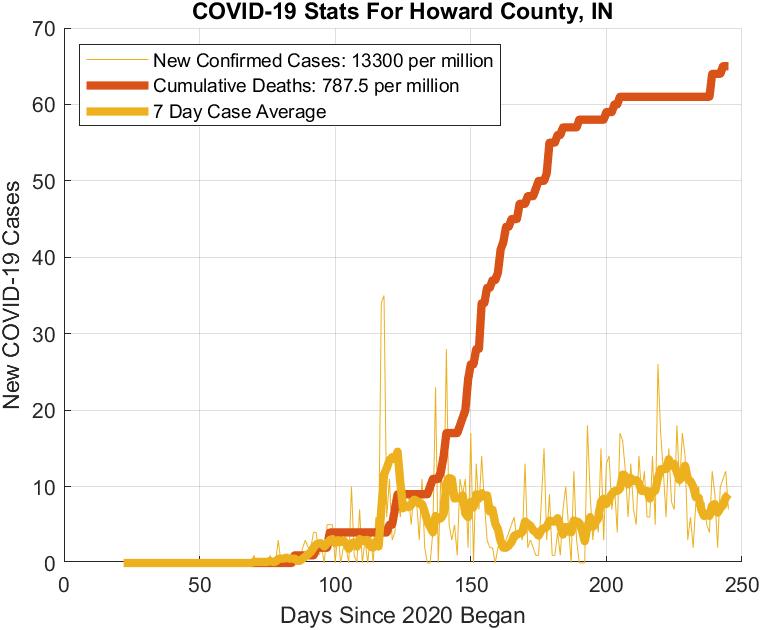 COVID-19 Stats For Howard County, IN
New Confirmed Cases: 13300 per million
Cumulative Deaths: 787.5 per million
7 Day Case Average
New COVID-19 Cases
70
60
50
40
30
20
10
0
0 50 100 150 200 250
Days Since 2020 Began